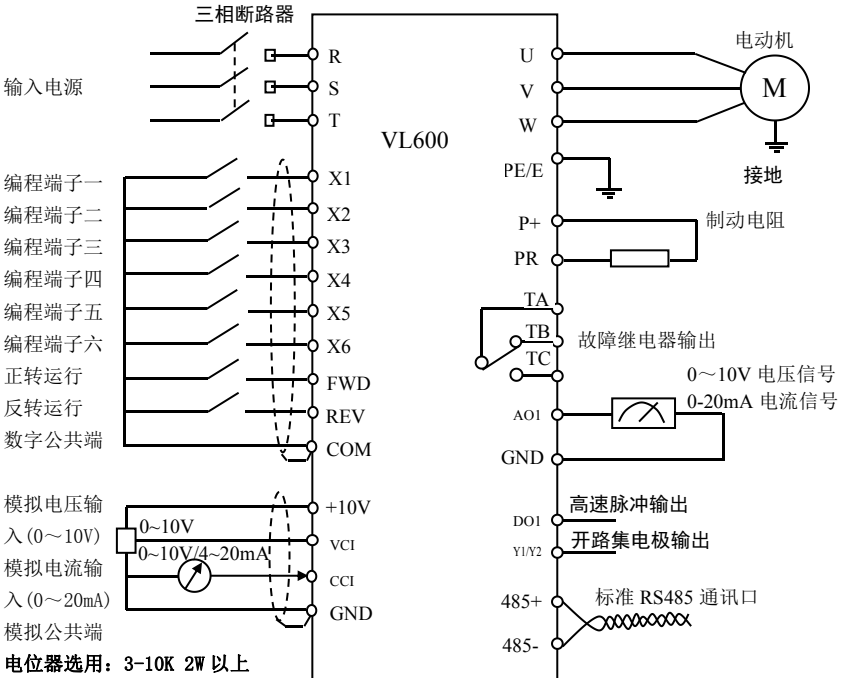 三相断路器
输入电源
R
S
T
VL600
U
V
W
电动机
M
接地
PE/E
P+
PR
制动电阻
编程端子一
编程端子二
编程端子三
编程端子四
编程端子五
编程端子六
正转运行
反转运行
数字公共端
X1
X2
X3
X4
X5
X6
FWD
REV
COM
TA
TB
TC
故障继电器输出
0～10V 电压信号
0-20mA 电流信号
AO1
GND
模拟电压输
入(0～10V)
模拟电流输
入(0～20mA)
模拟公共端
0~10V
0~10V/4~20mA
+10V
VCI
CCI
GND
DO1
高速脉冲输出
Y1/Y2
开路集电极输出
485+
485-
标准 RS485 通讯口
电位器选用：3-10K 2W 以上